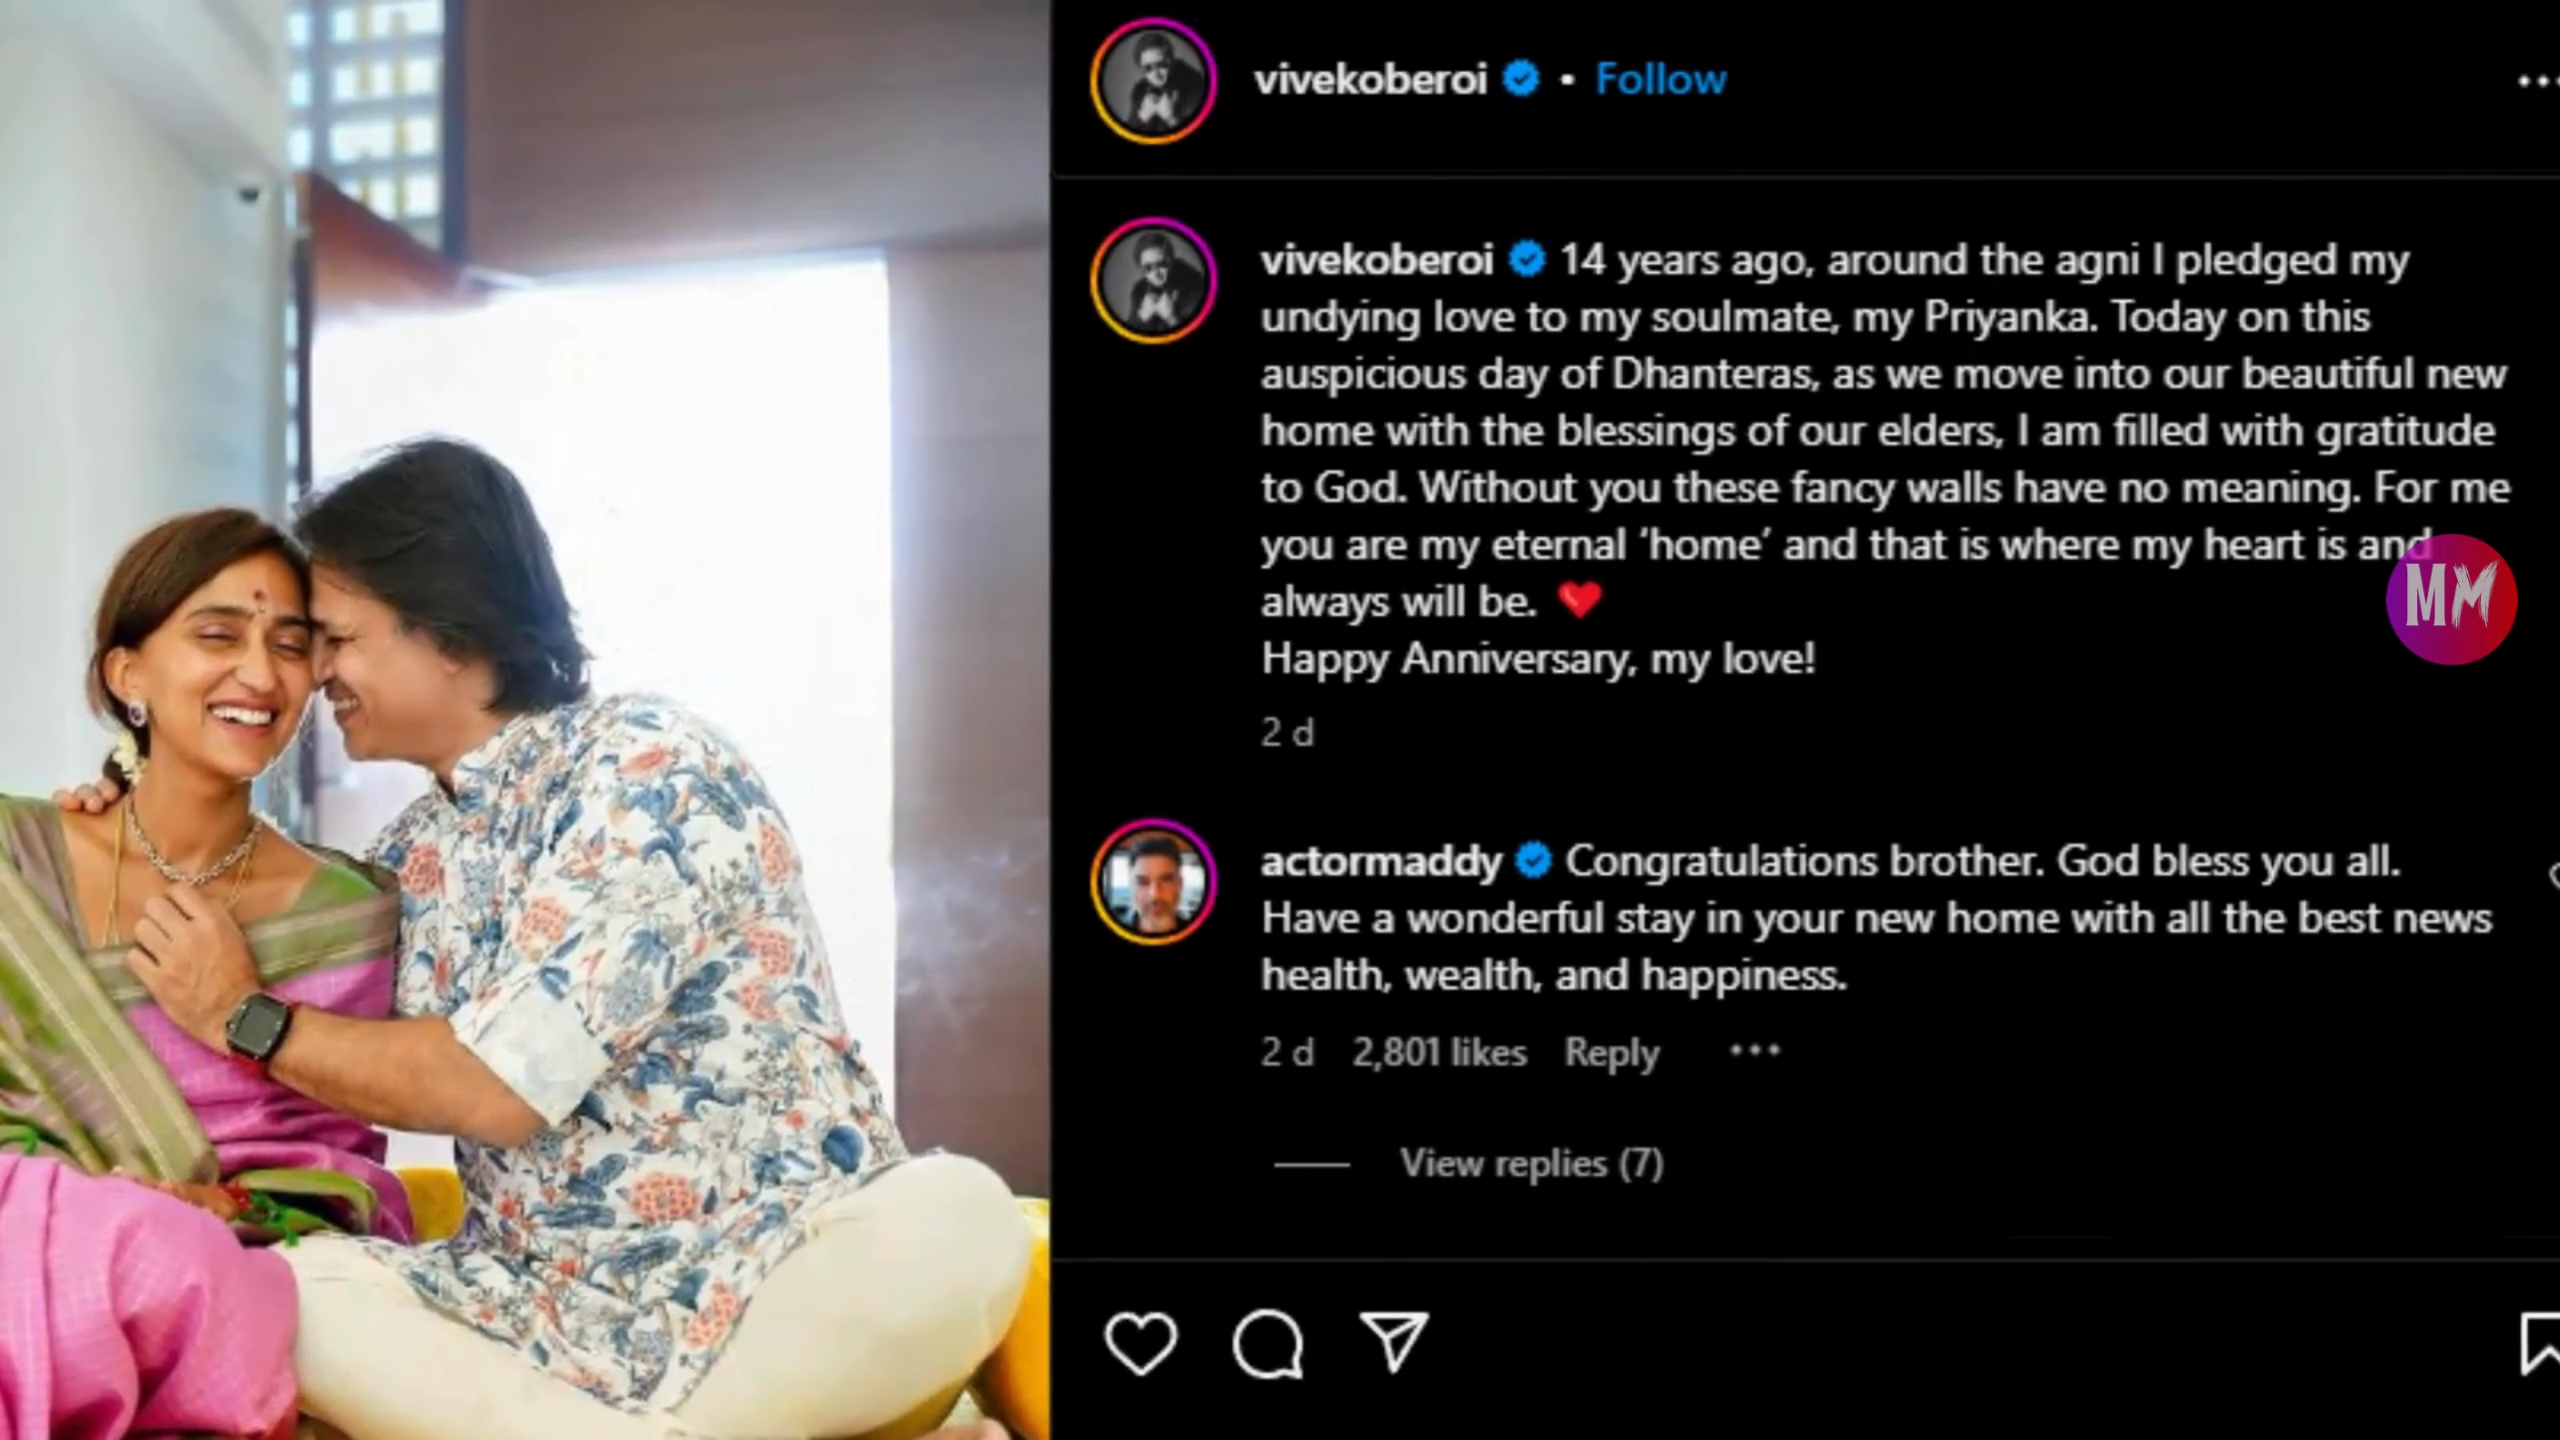 vivekoberoi • Follow
vivekoberoi 14 years ago, around the agni I pledged my
undying love to my soulmate, my Priyanka. Today on this
auspicious day of Dhanteras, as we move into our beautiful new
home with the blessings of our elders, I am filled with gratitude
to God. Without you these fancy walls have no meaning. For me
you are my eternal ‘home’ and that is where my heart is and
always will be. ❤️
Happy Anniversary, my love!
MM
2 d
actormaddy Congratulations brother. God bless you all.
Have a wonderful stay in your new home with all the best news
health, wealth, and happiness.
2 d 2,801 likes Reply •••
View replies (7)